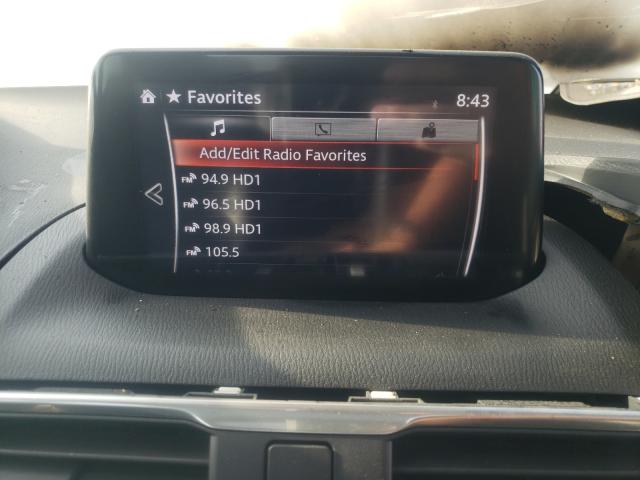 Favorites
8:43
Add/Edit Radio Favorites
FM 94.9 HD1
FM 96.5 HD1
FM 98.9 HD1
FM 105.5